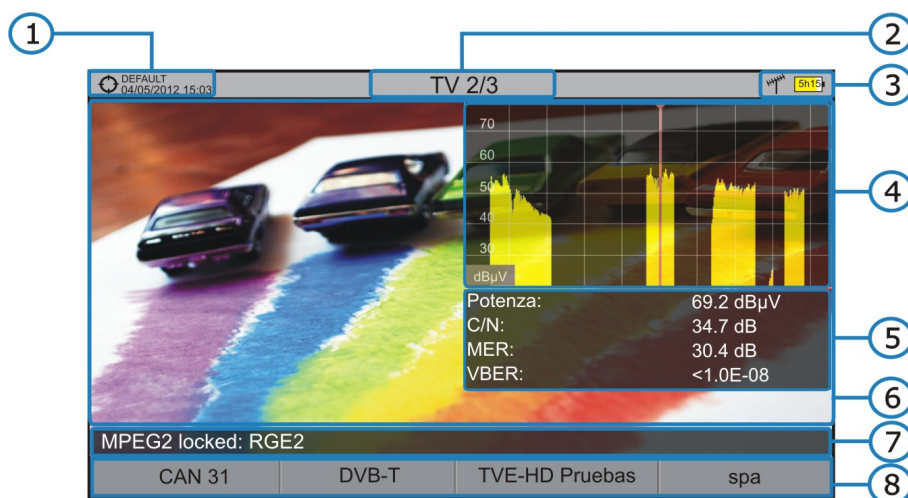 1
2
3
DEFAULT
04/05/2012 15:03
TV 2/3
5h15
70
60
50
40
30
dBµV
4
Potenza: 69.2 dBµV
C/N: 34.7 dB
MER: 30.4 dB
VBER: <1.0E-08
5
6
MPEG2 locked: RGE2
7
CAN 31 DVB-T TVE-HD Pruebas spa
8